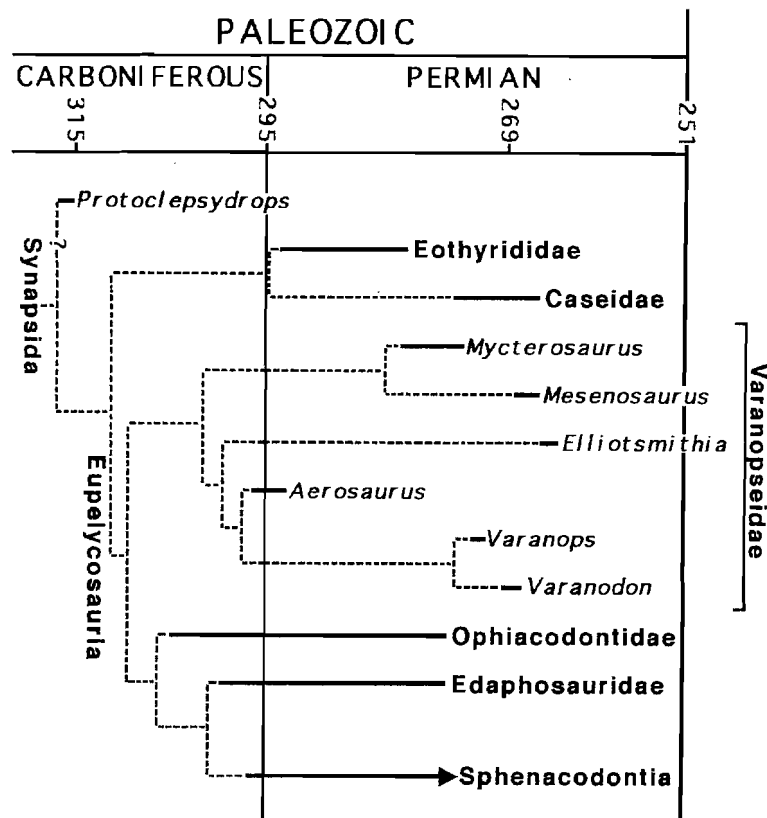 PALEOZOIC
CARBONIFEROUS
PERMIAN
315
295
269
251
Protoclepsydrops
?
Synapsida
Eothyrididae
Caseidae
Mycterosaurus
Mesenosaurus
Elliotsmithia
Aerosaurus
Varanops
Varanodon
Varanopseidae
Eupelycosauria
Ophiacodontidae
Edaphosauridae
Sphenacodontia